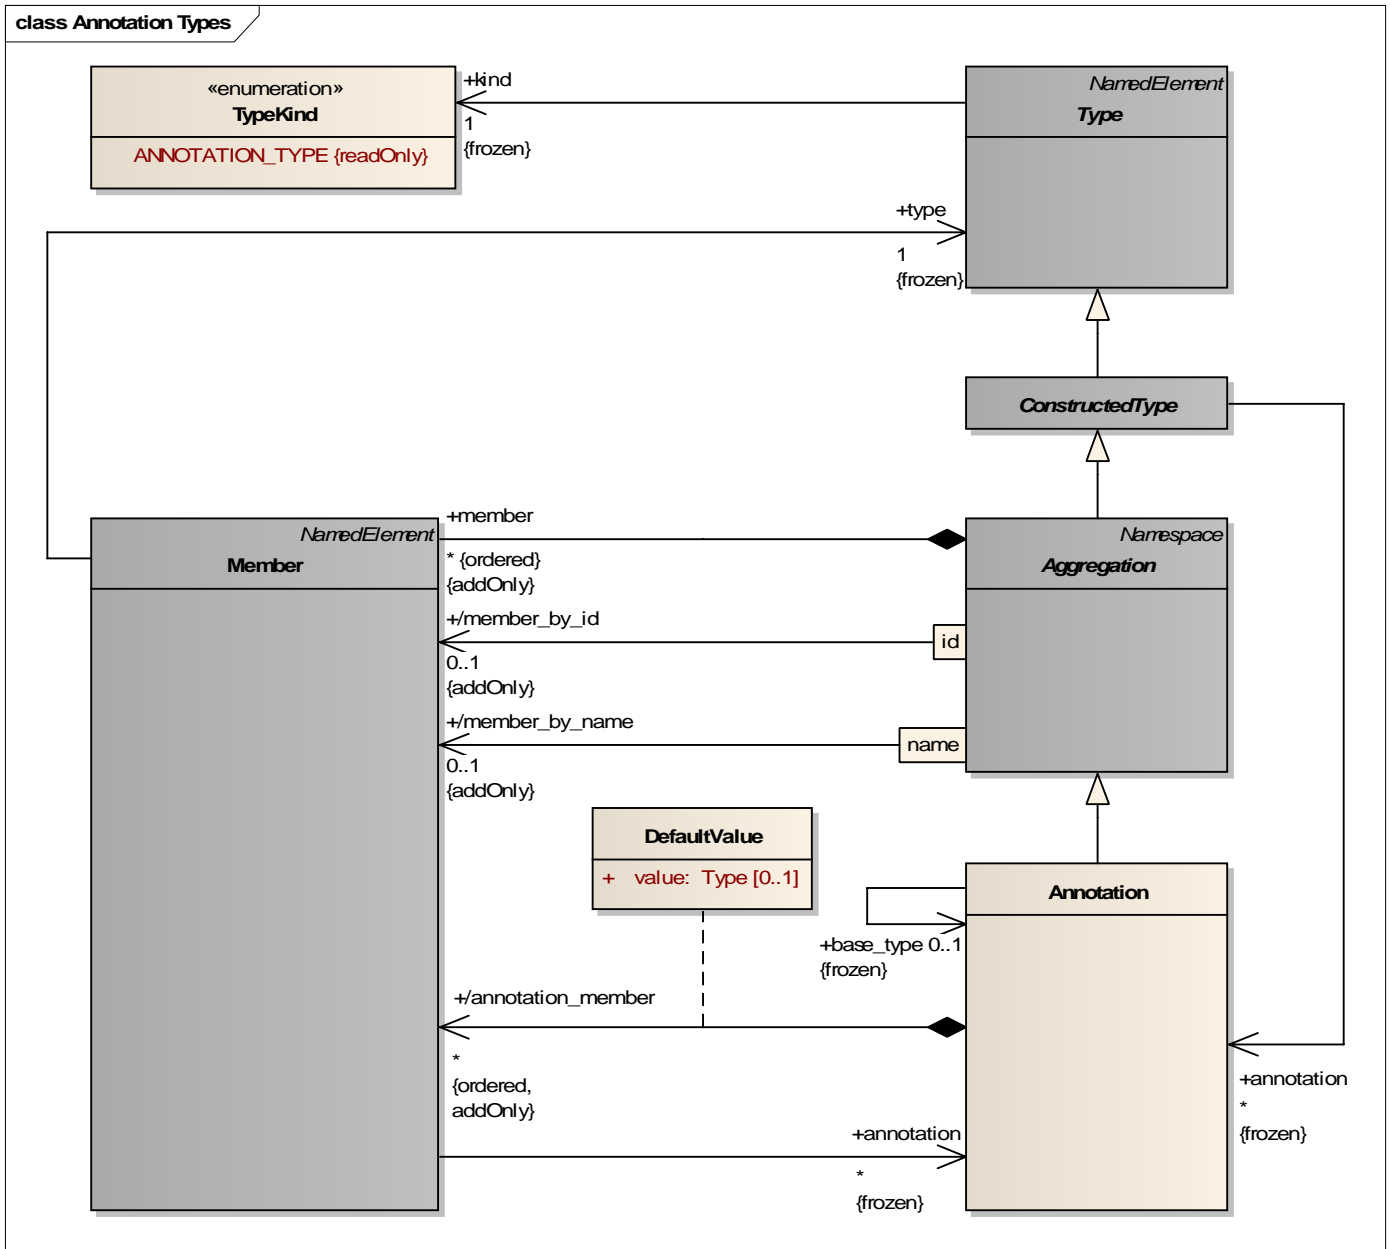 class Annotation Types
«enumeration»
TypeKind
ANNOTATION_TYPE {readOnly}
+kind
1
{frozen}
NamedElement
Type
+type
1
{frozen}
ConstructedType
NamedElement
Member
+member
* {ordered}
{addOnly}
Namespace
Aggregation
+/member_by_id
0..1
{addOnly}
id
+/member_by_name
0..1
{addOnly}
name
DefaultValue
+ value: Type [0..1]
Annotation
+base_type 0..1
{frozen}
+/annotation_member
*
{ordered,
addOnly}
+annotation
*
{frozen}
+annotation
*
{frozen}